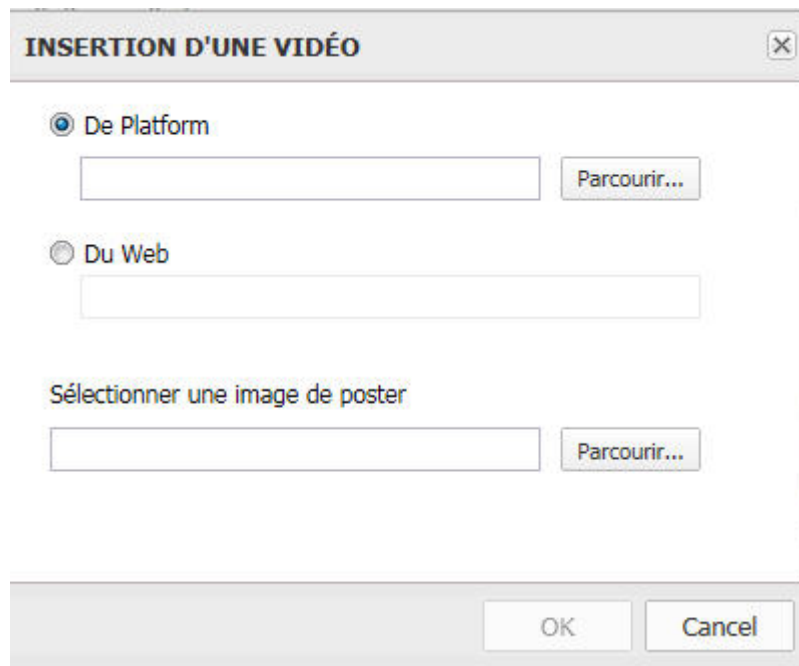 INSERTION D'UNE VIDÉO
De Platform
Parcourir...
Du Web
Sélectionner une image de poster
Parcourir...
OK Cancel